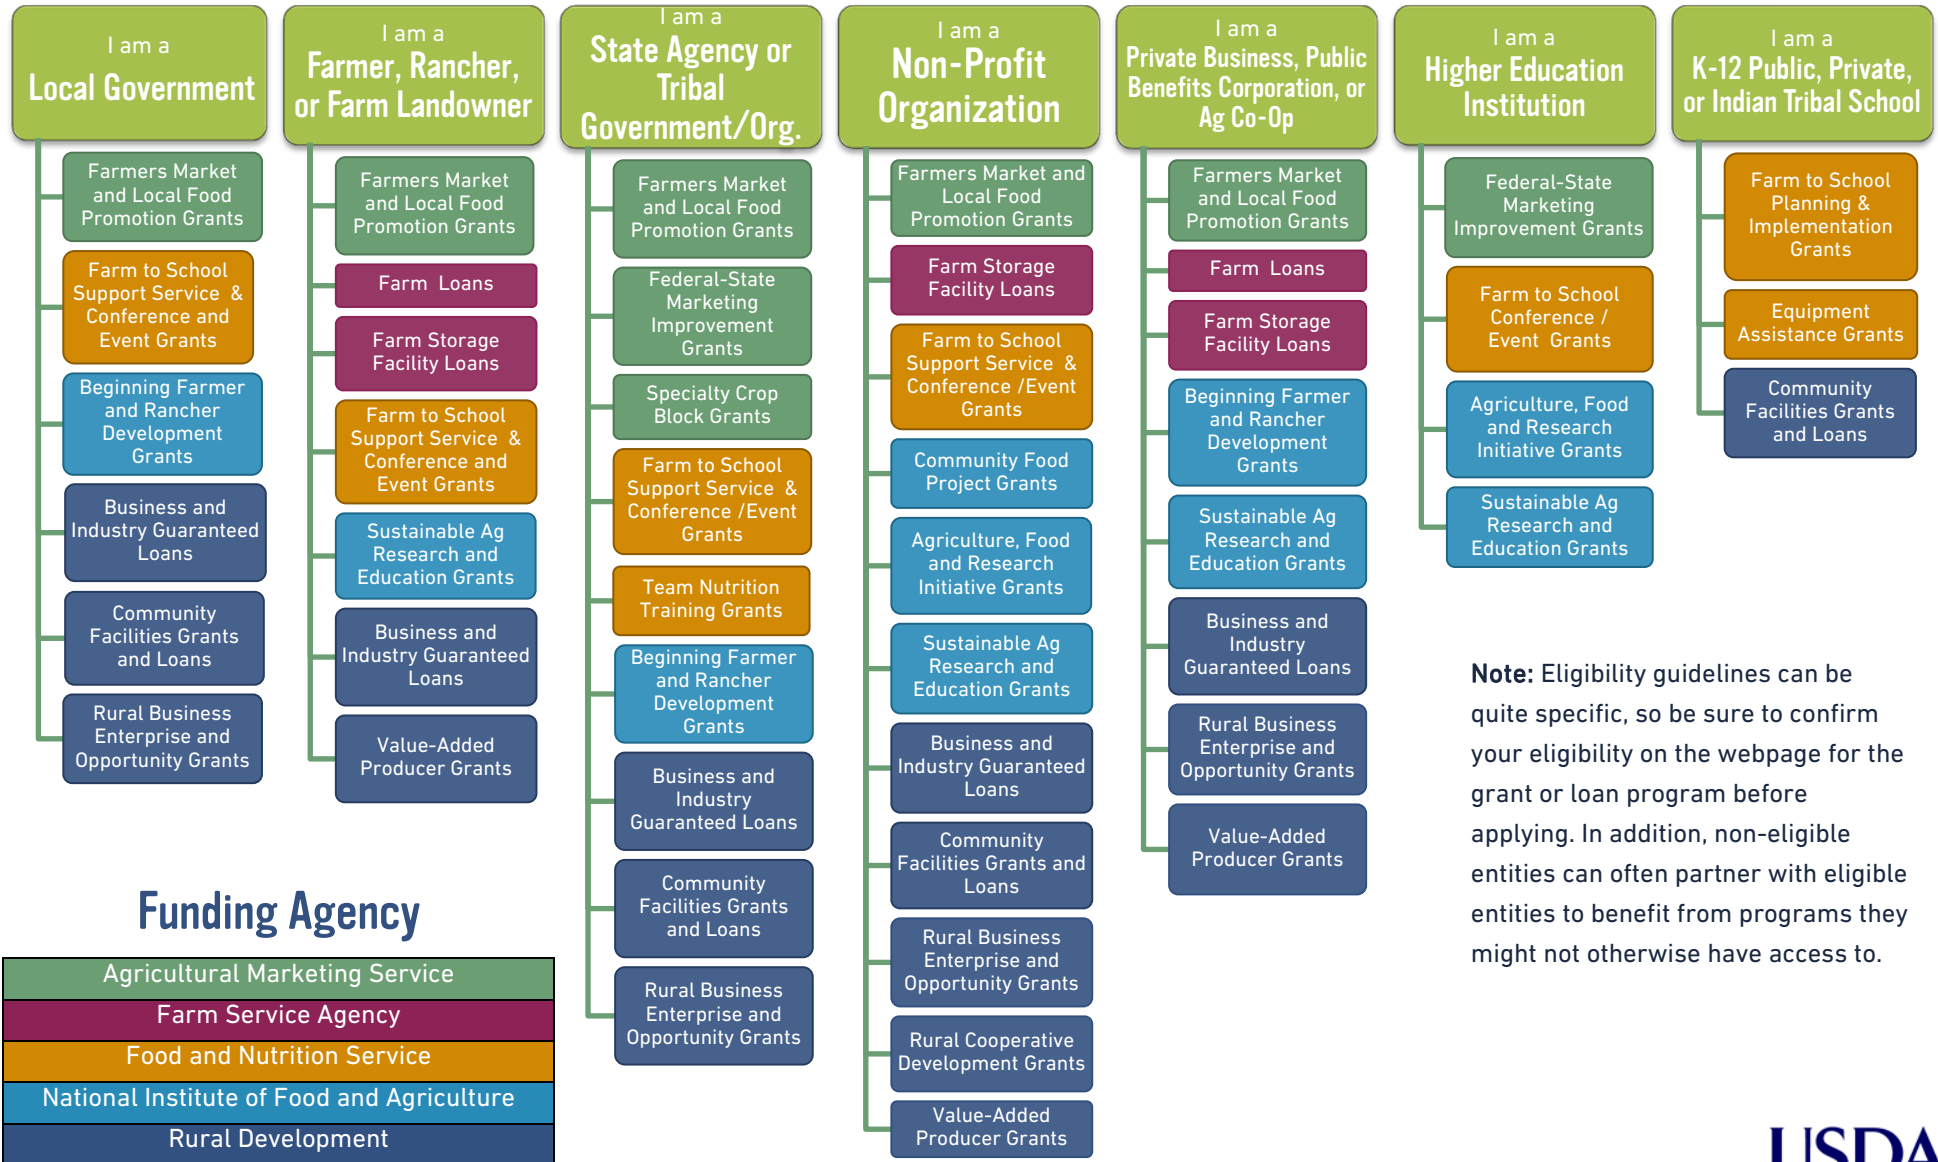 I am a
Local Government
Farmers Market
and Local Food
Promotion Grants
Farm to School
Support Service &
Conference and
Event Grants
Beginning Farmer
and Rancher
Development
Grants
Business and
Industry Guaranteed
Loans
Community
Facilities Grants
and Loans
Rural Business
Enterprise and
Opportunity Grants
I am a
Farmer, Rancher,
or Farm Landowner
Farmers Market
and Local Food
Promotion Grants
Farm Loans
Farm Storage
Facility Loans
Farm to School
Support Service &
Conference and
Event Grants
Sustainable Ag
Research and
Education Grants
Business and
Industry Guaranteed
Loans
Value-Added
Producer Grants
I am a
State Agency or
Tribal
Government/Org.
Farmers Market
and Local Food
Promotion Grants
Federal-State
Marketing
Improvement
Grants
Specialty Crop
Block Grants
Farm to School
Support Service &
Conference /Event
Grants
Team Nutrition
Training Grants
Beginning Farmer
and Rancher
Development
Grants
Business and
Industry
Guaranteed Loans
Community
Facilities Grants
and Loans
Rural Business
Enterprise and
Opportunity Grants
I am a
Non-Profit
Organization
Farmers Market and
Local Food
Promotion Grants
Farm Storage
Facility Loans
Farm to School
Support Service &
Conference /Event
Grants
Community Food
Project Grants
Agriculture, Food
and Research
Initiative Grants
Sustainable Ag
Research and
Education Grants
Business and
Industry Guaranteed
Loans
Community
Facilities Grants and
Loans
Rural Business
Enterprise and
Opportunity Grants
Rural Cooperative
Development Grants
Value-Added
Producer Grants
I am a
Private Business, Public
Benefits Corporation, or
Ag Co-Op
Farmers Market
and Local Food
Promotion Grants
Farm Loans
Farm Storage
Facility Loans
Beginning Farmer
and Rancher
Development
Grants
Sustainable Ag
Research and
Education Grants
Business and
Industry
Guaranteed Loans
Rural Business
Enterprise and
Opportunity Grants
Value-Added
Producer Grants
I am a
Higher Education
Institution
Federal-State
Marketing
Improvement Grants
Farm to School
Conference /
Event Grants
Agriculture, Food
and Research
Initiative Grants
Sustainable Ag
Research and
Education Grants
I am a
K-12 Public, Private,
or Indian Tribal School
Farm to School
Planning &
Implementation
Grants
Equipment
Assistance Grants
Community
Facilities Grants
and Loans
Note: Eligibility guidelines can be
quite specific, so be sure to confirm
your eligibility on the webpage for the
grant or loan program before
applying. In addition, non-eligible
entities can often partner with eligible
entities to benefit from programs they
might not otherwise have access to.
Funding Agency
Agricultural Marketing Service
Farm Service Agency
Food and Nutrition Service
National Institute of Food and Agriculture
Rural Development
USDA